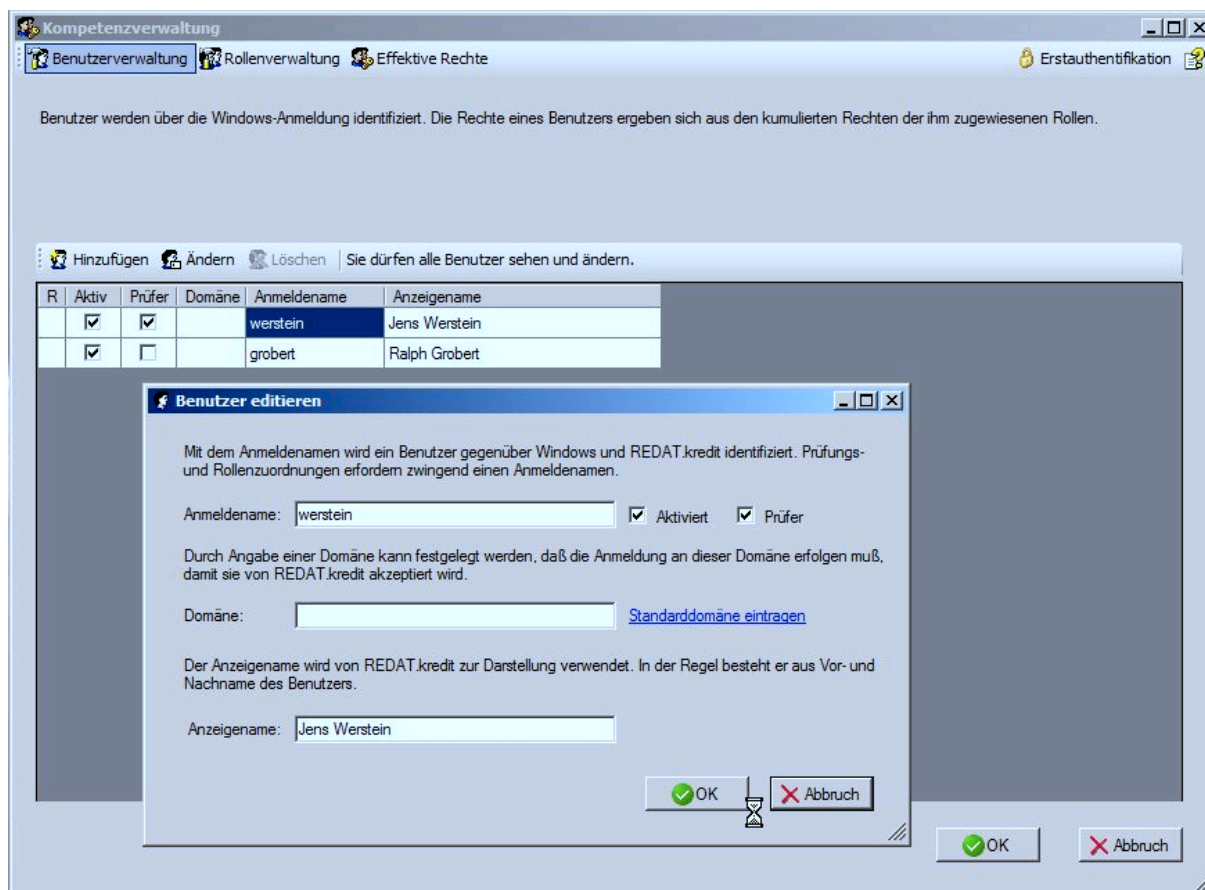 Kompetenzverwaltung
Benutzerverwaltung Rollenverwaltung Effektive Rechte Erstauthentifikation
Benutzer werden über die Windows-Anmeldung identifiziert. Die Rechte eines Benutzers ergeben sich aus den kumulierten Rechten der ihm zugewiesenen Rollen.
Hinzufügen Ändern Löschen Sie dürfen alle Benutzer sehen und ändern.
R Aktiv Prüfer Domäne Anmeldename Anzeigename
werstein Jens Werstein
grobert Ralph Grobert
Benutzer editieren
Mit dem Anmeldenamen wird ein Benutzer gegenüber Windows und REDAT.kredit identifiziert. Prüfungs-
und Rollenzuordnungen erfordern zwingend einen Anmeldenamen.
Anmeldename: werstein Aktiviert Prüfer
Durch Angabe einer Domäne kann festgelegt werden, daß die Anmeldung an dieser Domäne erfolgen muß,
damit sie von REDAT.kredit akzeptiert wird.
Domäne: Standarddomäne eintragen
Der Anzeigename wird von REDAT.kredit zur Darstellung verwendet. In der Regel besteht er aus Vor- und
Nachname des Benutzers.
Anzeigename: Jens Werstein
OK Abbruch
OK Abbruch